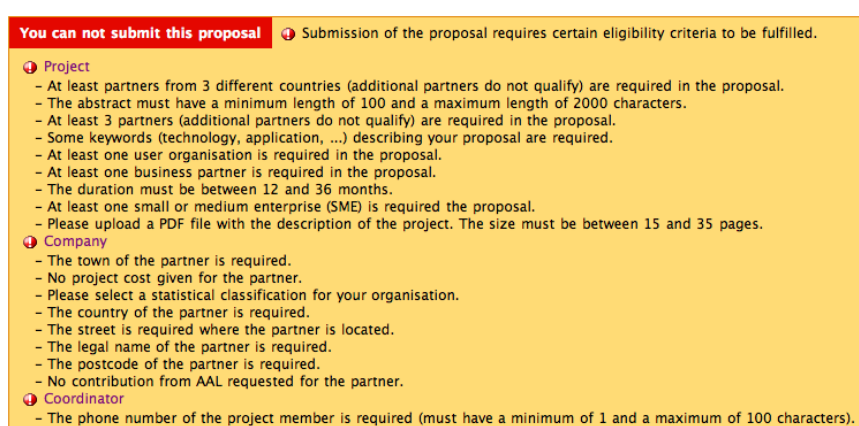 You can not submit this proposal Submission of the proposal requires certain eligibility criteria to be fulfilled.
Project
– At least partners from 3 different countries (additional partners do not qualify) are required in the proposal.
– The abstract must have a minimum length of 100 and a maximum length of 2000 characters.
– At least 3 partners (additional partners do not qualify) are required in the proposal.
– Some keywords (technology, application, ...) describing your proposal are required.
– At least one user organisation is required in the proposal.
– At least one business partner is required in the proposal.
– The duration must be between 12 and 36 months.
– At least one small or medium enterprise (SME) is required the proposal.
– Please upload a PDF file with the description of the project. The size must be between 15 and 35 pages.
Company
– The town of the partner is required.
– No project cost given for the partner.
– Please select a statistical classification for your organisation.
– The country of the partner is required.
– The street is required where the partner is located.
– The legal name of the partner is required.
– The postcode of the partner is required.
– No contribution from AAL requested for the partner.
Coordinator
– The phone number of the project member is required (must have a minimum of 1 and a maximum of 100 characters).